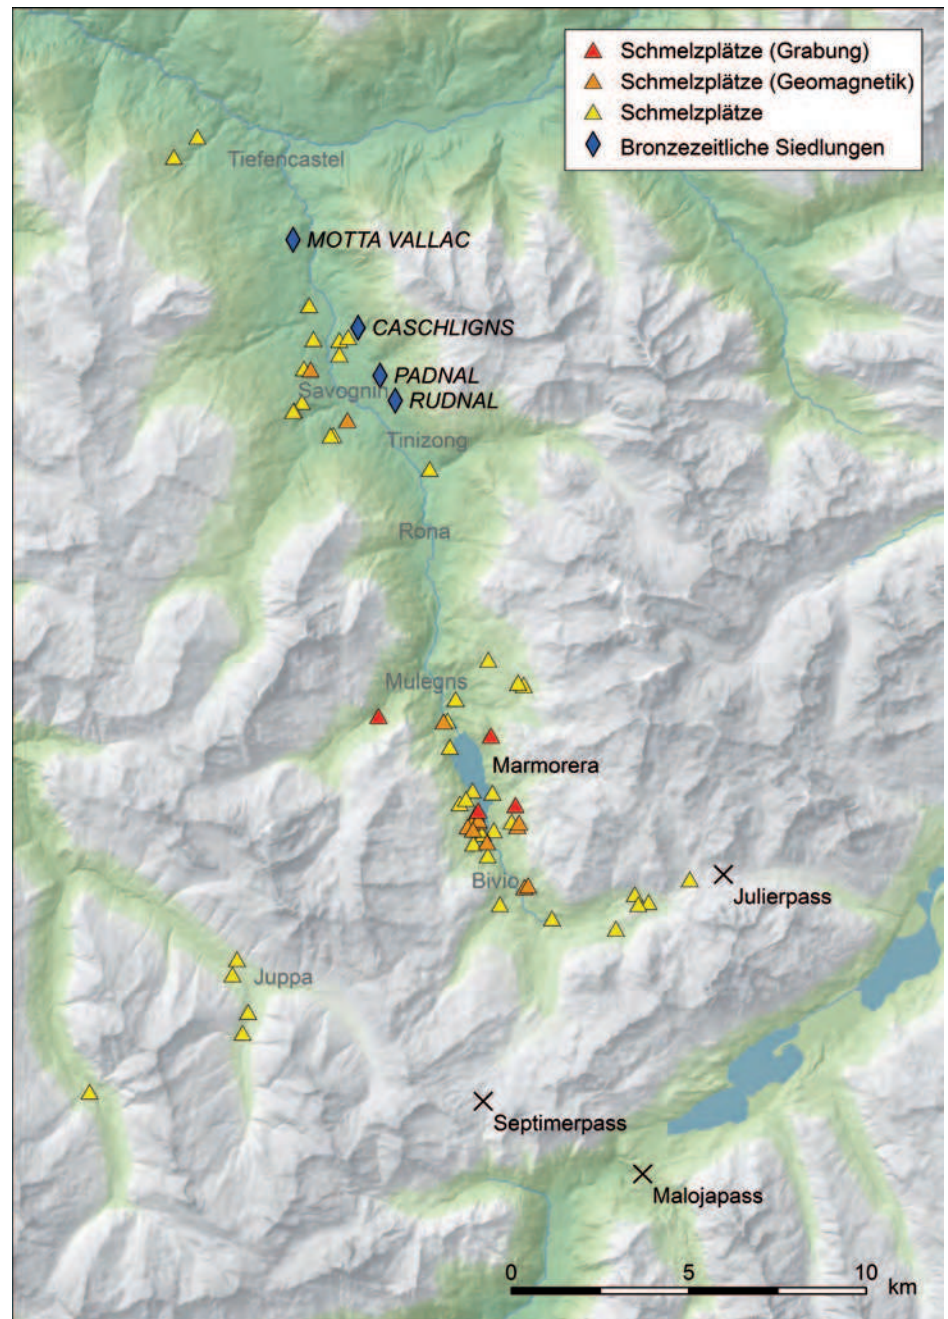 Schmelzplätze (Grabung)
Schmelzplätze (Geomagnetik)
Schmelzplätze
Bronzezeitliche Siedlungen
Tiefencastel
MOTTA VALLAC
CASCHLIGNS
PADNAL
Savognin
RUDNAL
Tinizong
Rona
Mulegns
Marmorera
Bivio
Julierpass
Juppa
Septimerpass
Malojapass
0 5 10
km